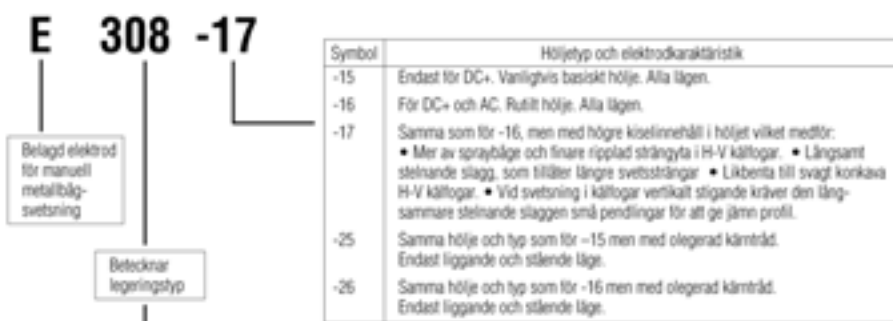 E 308 -17
Belagd elektrod
för manuell
metallbåg-
svetsning
Betecknar
legeringstyp
Symbol Höljetyp och elektrodkaraktäristik
-15 Endast för DC+. Vanligtvis basiskt hölje. Alla lägen.
-16 För DC+ och AC. Rutilt hölje. Alla lägen.
-17 Samma som för -16, men med högre kiselinnehåll i höljet vilket medför:
• Mer av spraybåge och finare ripplad strängyta i H-V kälfogar. • Långsamt
stelnande slagg, som tillåter längre svetssträngar • Likbenta till svagt konkava
H-V kälfogar. • Vid svetsning i kälfogar vertikalt stigande kräver den lång-
sammare stelnande slaggen små pendlingar för att ge jämn profil.
-25 Samma hölje och typ som för –15 men med olegerad kärntråd.
Endast liggande och stående läge.
-26 Samma hölje och typ som för -16 men med olegerad kärntråd.
Endast liggande och stående läge.